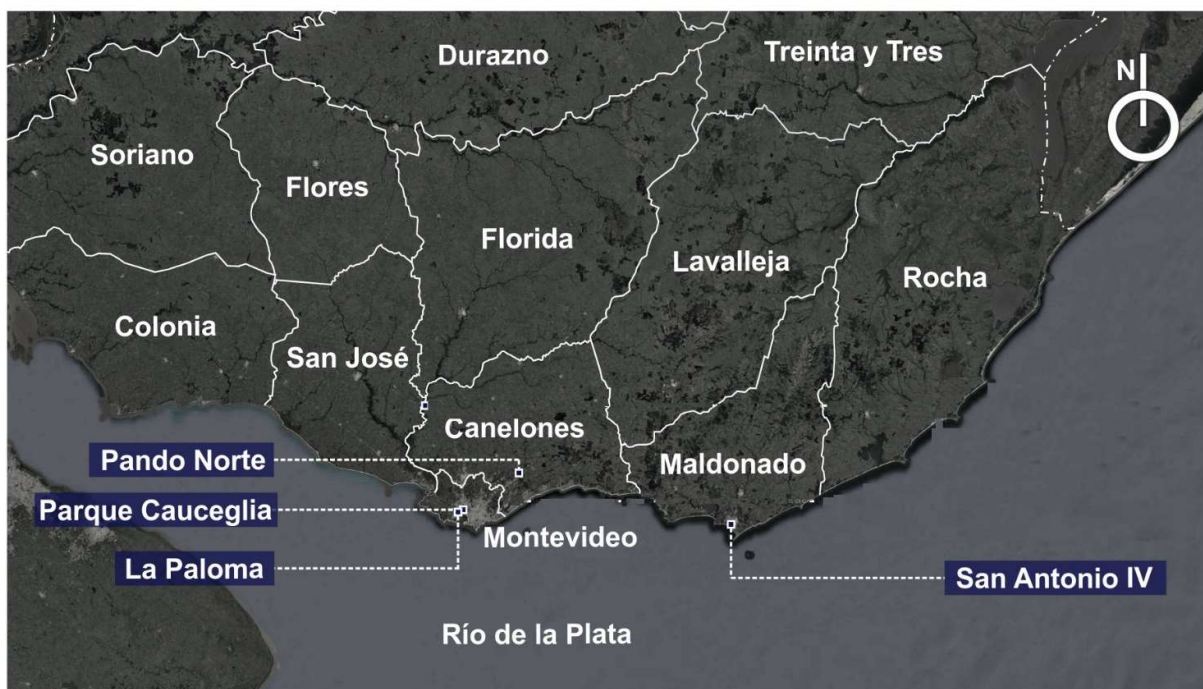 Durazno
Treinta y Tres
N
Soriano
Flores
Florida
Lavalleja
Rocha
Colonia
San José
Canelones
Pando Norte
Maldonado
Parque Cauceglia
Montevideo
La Paloma
San Antonio IV
Río de la Plata